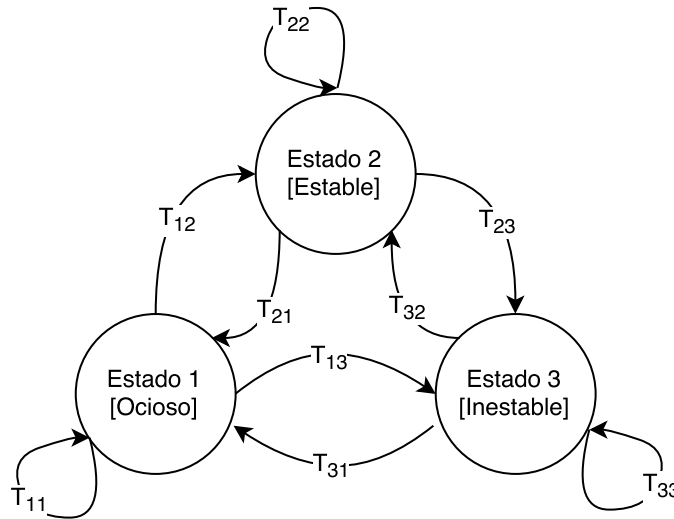 T22
Estado 2
[Estable]
T12
T23
T21
T32
Estado 1
[Ocioso]
T13
Estado 3
[Inestable]
T31
T11
T33